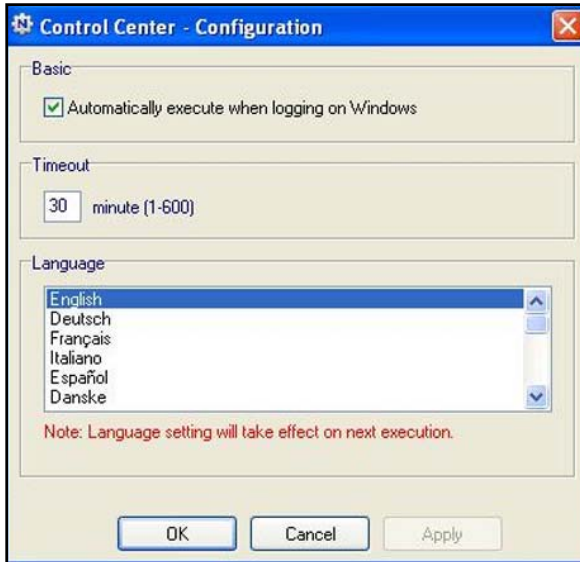 Control Center - Configuration
Basic
Automatically execute when logging on Windows
Timeout
30 minute (1-600)
Language
English
Deutsch
Français
Italiano
Español
Danske
Note: Language setting will take effect on next execution.
OK Cancel Apply